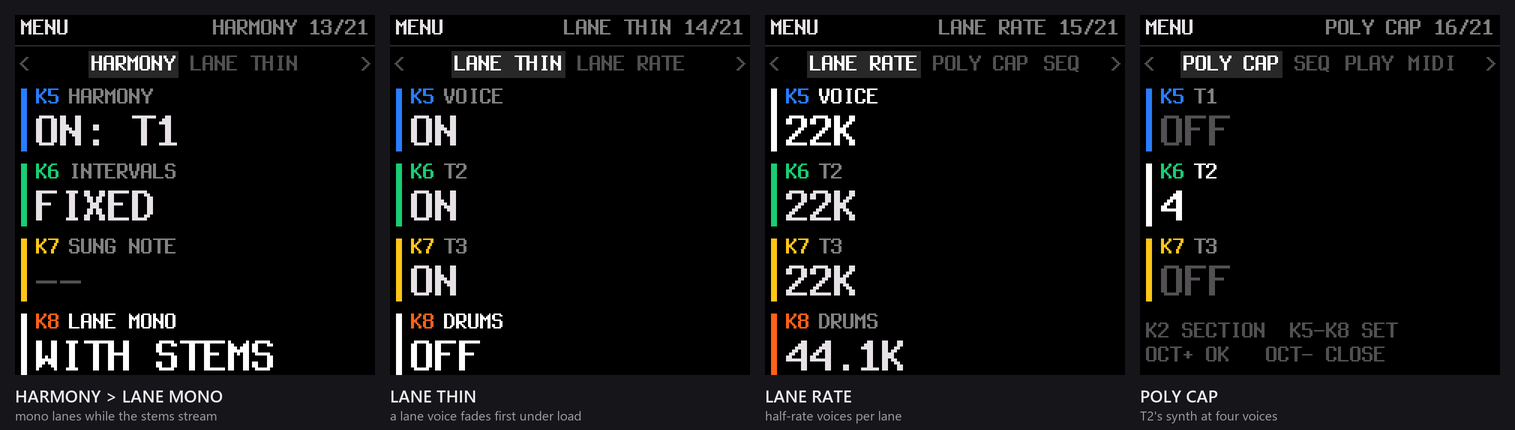 MENU HARMONY 13/21
< HARMONY LANE THIN >
K5 HARMONY
ON: T1
K6 INTERVALS
FIXED
K7 SUNG NOTE
--
K8 LANE MONO
WITH STEMS
HARMONY > LANE MONO
mono lanes while the stems stream
MENU LANE THIN 14/21
< LANE THIN LANE RATE >
K5 VOICE
ON
K6 T2
ON
K7 T3
ON
K8 DRUMS
OFF
LANE THIN
a lane voice fades first under load
MENU LANE RATE 15/21
< LANE RATE POLY CAP SEQ >
K5 VOICE
22K
K6 T2
22K
K7 T3
22K
K8 DRUMS
44.1K
LANE RATE
half-rate voices per lane
MENU POLY CAP 16/21
< POLY CAP SEQ PLAY MIDI >
K5 T1
OFF
K6 T2
4
K7 T3
OFF
K2 SECTION K5-K8 SET
OCT+ OK OCT- CLOSE
POLY CAP
T2's synth at four voices